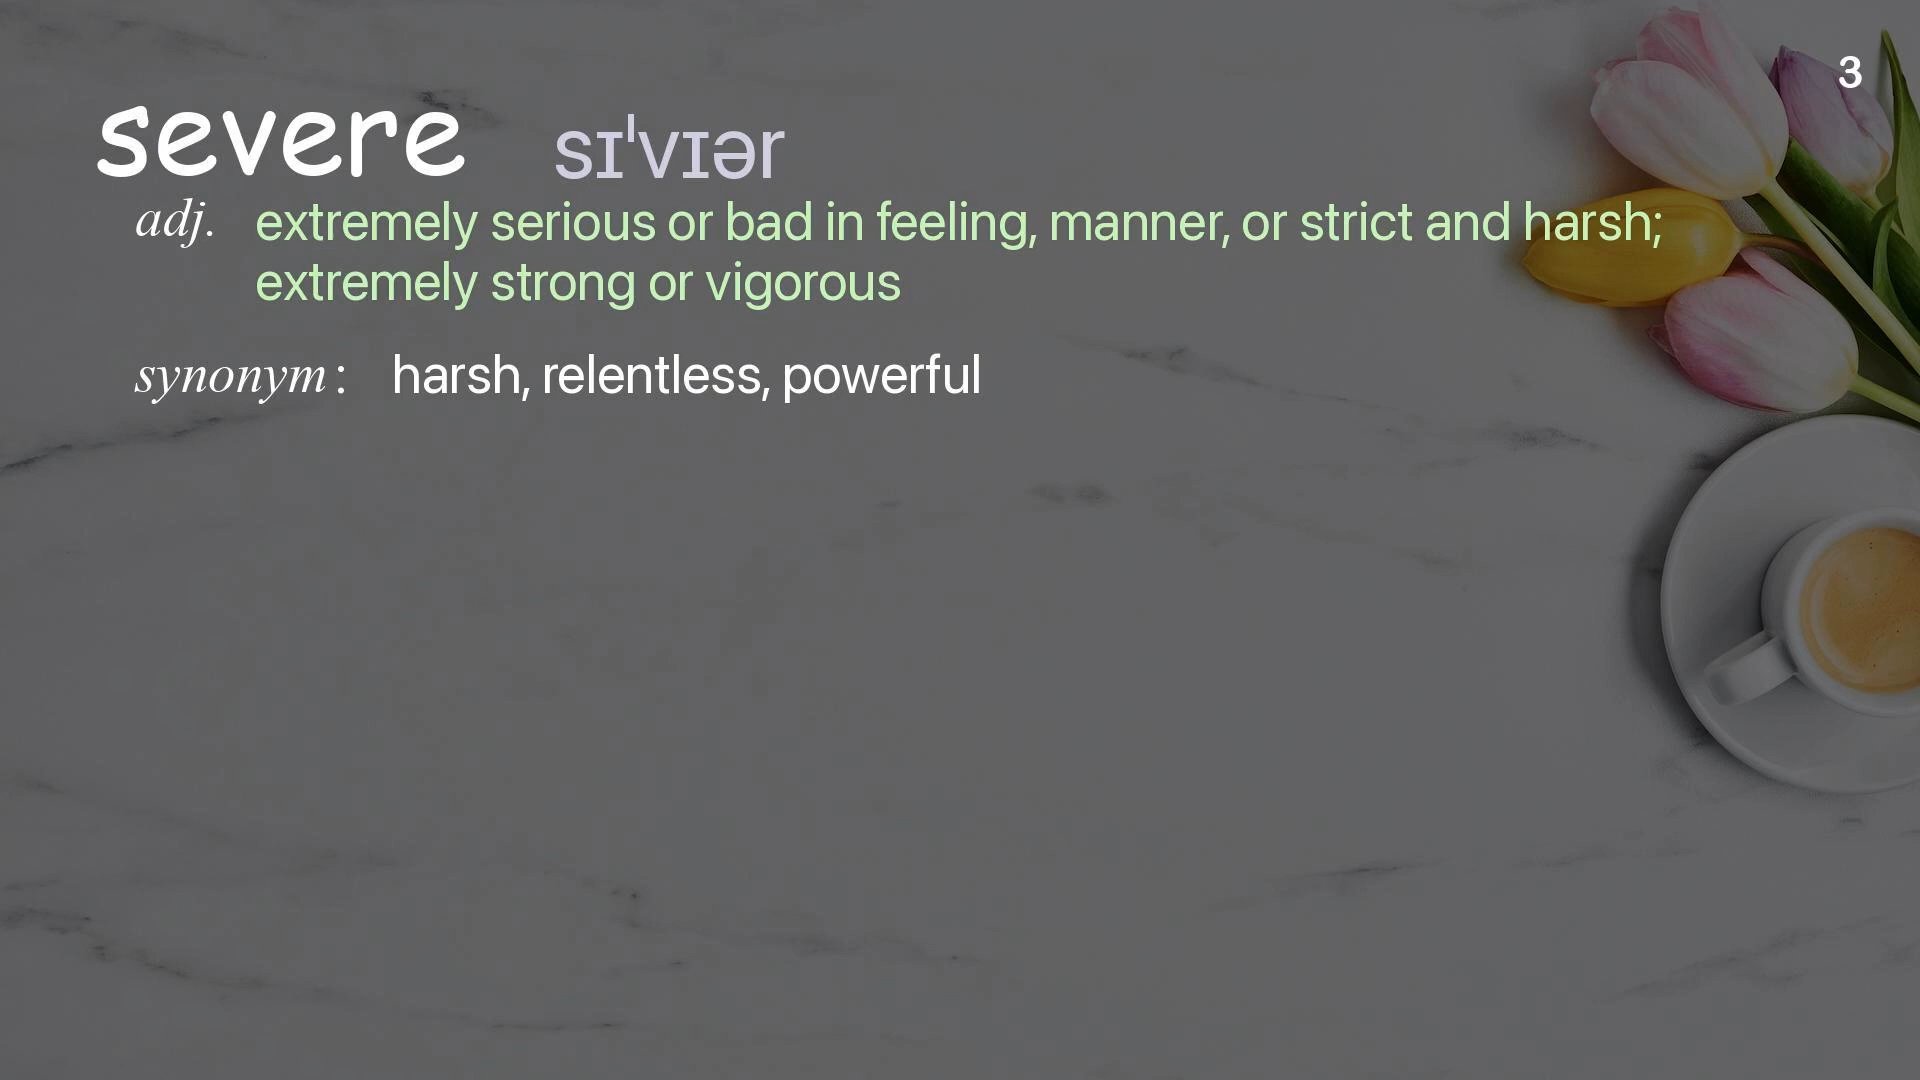 3
severe sɪˈvɪər
adj. extremely serious or bad in feeling, manner, or strict and harsh;
extremely strong or vigorous
synonym : harsh, relentless, powerful